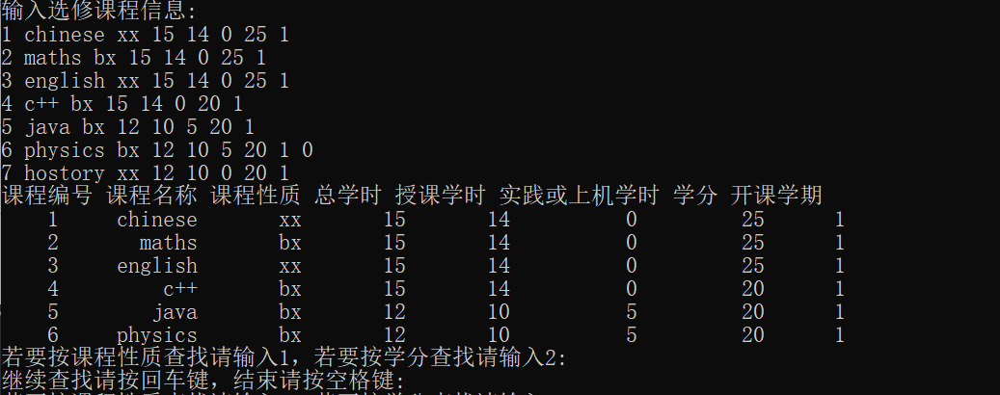 输入选修课程信息:
1 chinese xx 15 14 0 25 1
2 maths bx 15 14 0 25 1
3 english xx 15 14 0 25 1
4 c++ bx 15 14 0 20 1
5 java bx 12 10 5 20 1
6 physics bx 12 10 5 20 1 0
7 hostory xx 12 10 0 20 1
课程编号 课程名称 课程性质 总学时 授课学时 实践或上机学时 学分 开课学期
1 chinese xx 15 14 0 25 1
2 maths bx 15 14 0 25 1
3 english xx 15 14 0 25 1
4 c++ bx 15 14 0 20 1
5 java bx 12 10 5 20 1
6 physics bx 12 10 5 20 1
若要按课程性质查找请输入1，若要按学分查找请输入2:
继续查找请按回车键，结束请按空格键: